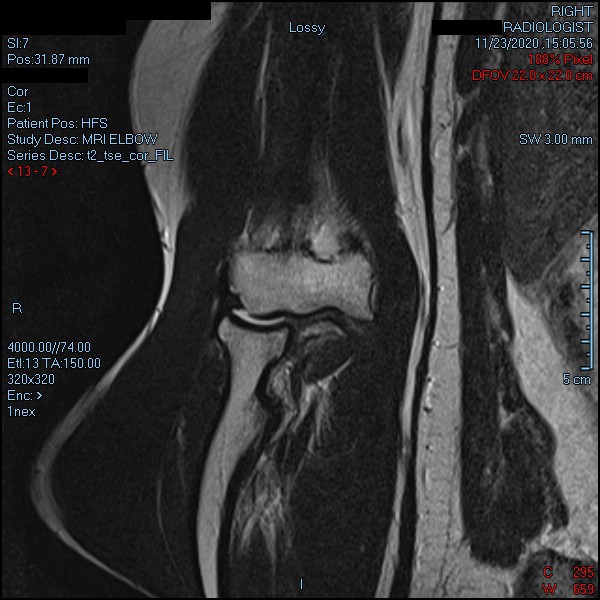 Lossy
RIGHT
RADIOLOGIST
11/23/2020 ,15:05:56
188% Pixel
DFOV 22.0 x 22.0 cm
SI:7
Pos:31.87 mm
Cor
Ec:1
Patient Pos: HFS
Study Desc: MRI ELBOW
Series Desc: t2_tse_cor_FIL
< 13 - 7 >
SW 3.00 mm
R
5 cm
4000.00//74.00
Etl:13 TA:150.00
320x320
Enc: >
1nex
I
C 295
W 659